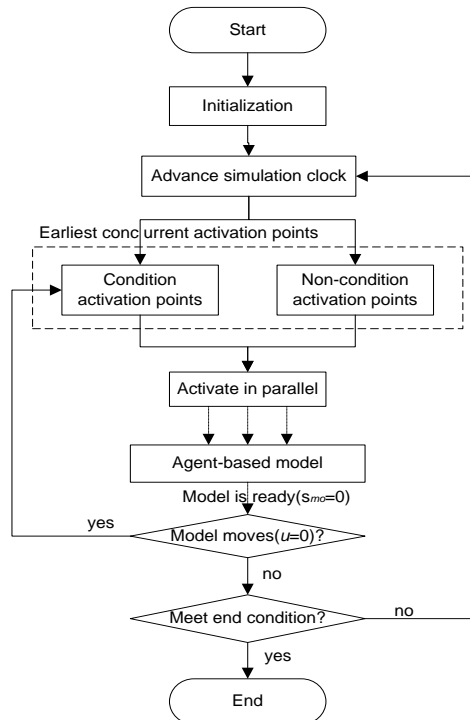 Start
Initialization
Advance simulation clock
Earliest concurrent activation points
Condition
activation points
Non-condition
activation points
Activate in parallel
Agent-based model
Model is ready(smo=0)
yes
Model moves(u=0)?
no
Meet end condition?
no
yes
End